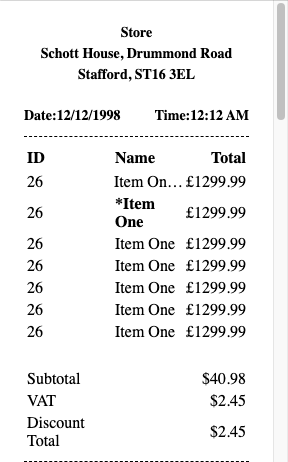 Store
Schott House, Drummond Road
Stafford, ST16 3EL
Date:12/12/1998 Time:12:12 AM
ID Name Total
26 Item On... £1299.99
26 *Item One £1299.99
26 Item One £1299.99
26 Item One £1299.99
26 Item One £1299.99
26 Item One £1299.99
26 Item One £1299.99
Subtotal $40.98
VAT $2.45
Discount Total $2.45